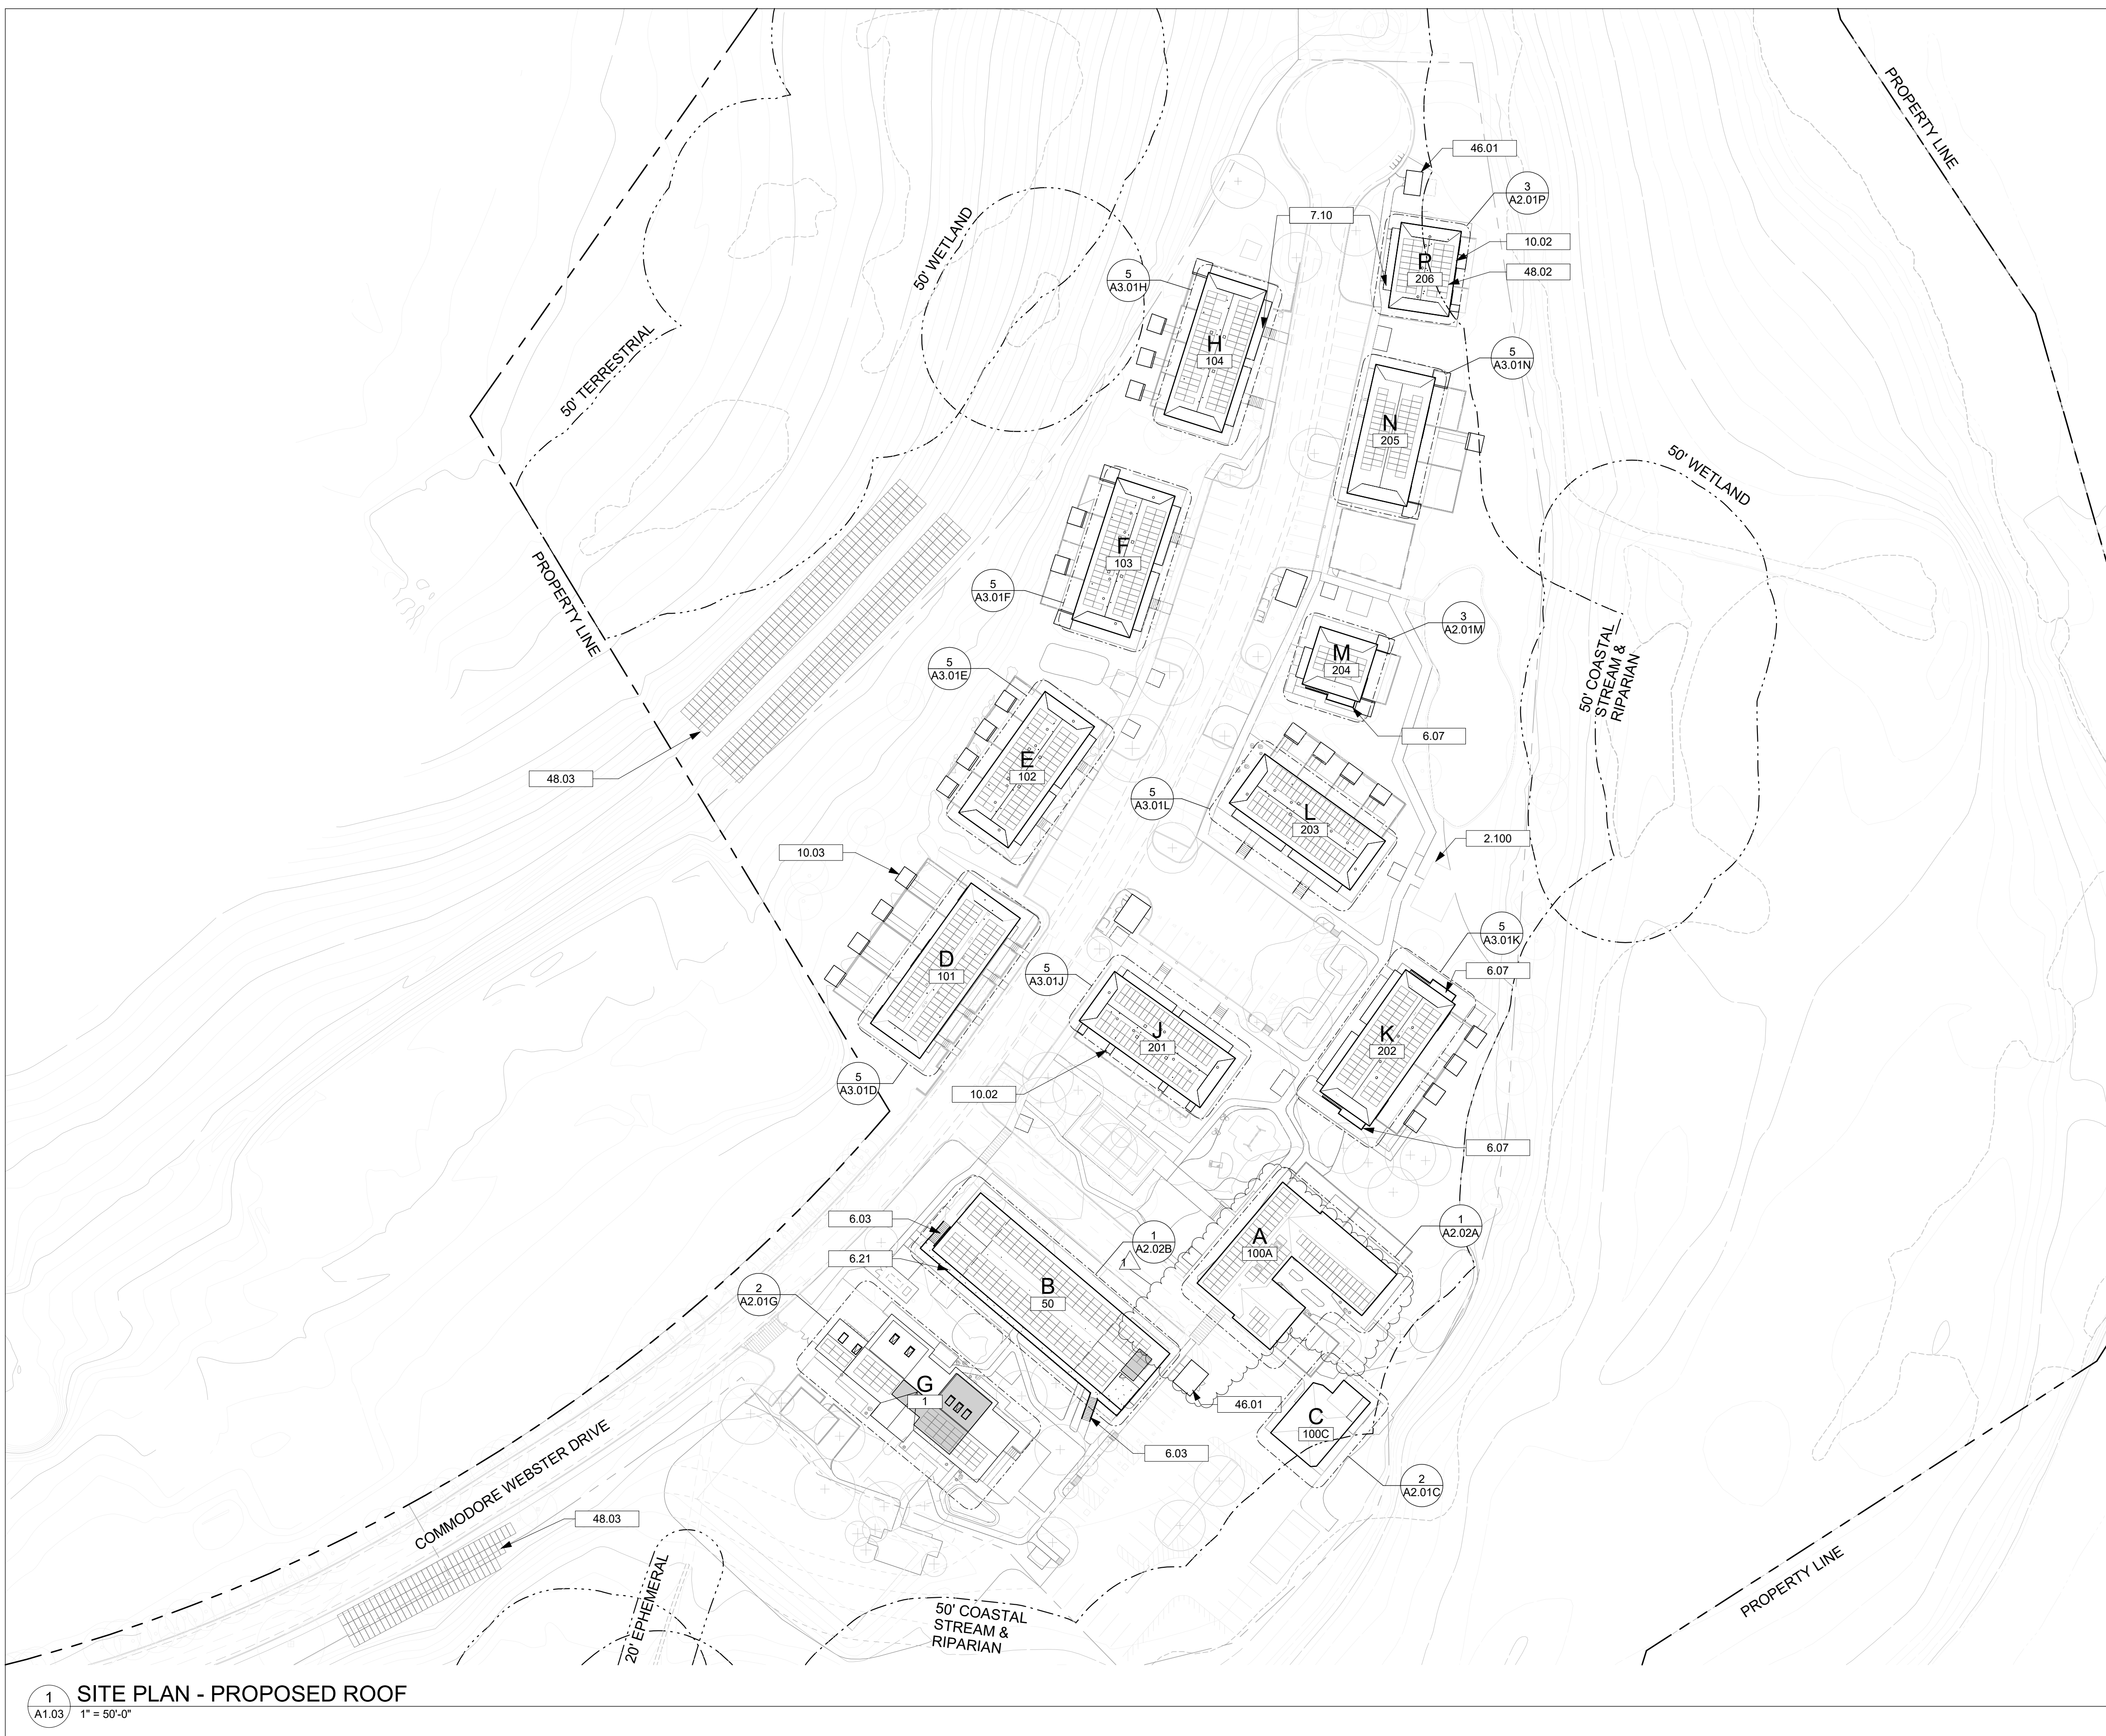 PROPERTY LINE
46.01
3
A2.01P
7.10
10.02
48.02
P
206
50' WETLAND
5
A3.01H
H
104
50' TERRESTRIAL
5
A3.01N
N
205
50' WETLAND
PROPERTY LINE
F
103
5
A3.01F
3
A2.01M
M
204
50' COASTAL
STREAM &
RIPARIAN
5
A3.01E
6.07
E
102
48.03
5
A3.01L
L
203
2.100
10.03
5
A3.01K
6.07
D
101
5
A3.01J
J
201
K
202
5
A3.01D
10.02
6.07
6.03
6.21
1
A2.02B
1
A
100A
1
A2.02A
2
A2.01G
B
50
G
1
46.01
C
100C
6.03
2
A2.01C
COMMODORE WEBSTER DRIVE
48.03
20' EPHEMERAL
50' COASTAL
STREAM &
RIPARIAN
PROPERTY LINE
1
A1.03
SITE PLAN - PROPOSED ROOF
1" = 50'-0"